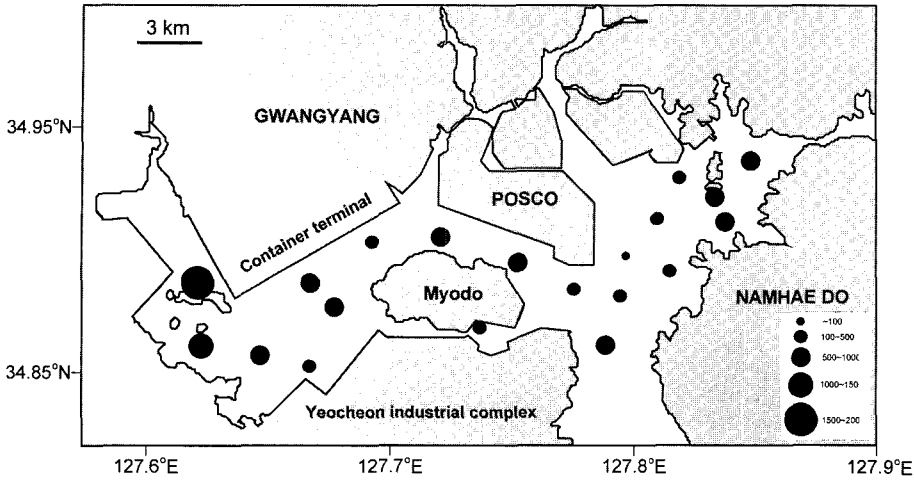 3 km
GWANGYANG
34.95°N
Container terminal
POSCO
Myodo
NAMHAE DO
~100
100~500
500~1000
1000~150
1500~200
34.85°N
Yeocheon industrial complex
127.6°E
127.7°E
127.8°E
127.9°E